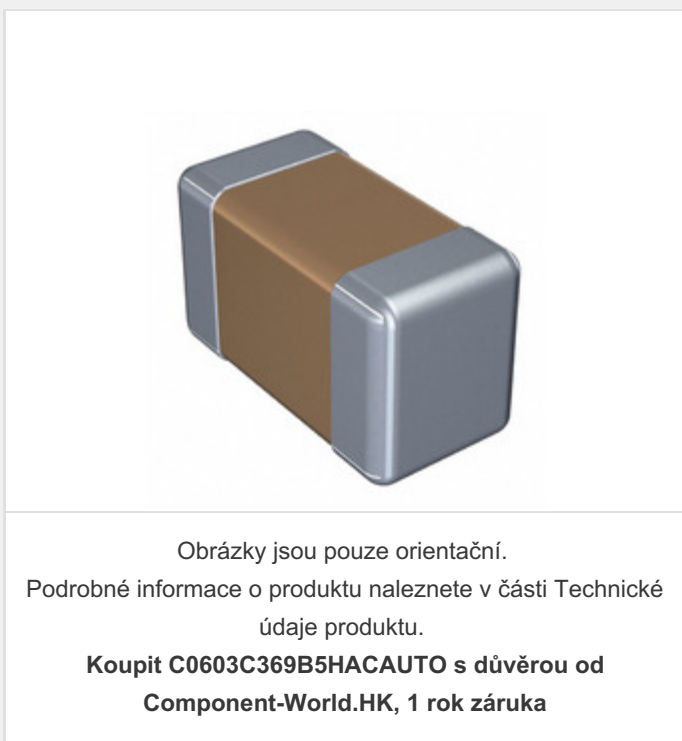 Obrázky jsou pouze orientační.
Podrobné informace o produktu naleznete v části Technické
údaje produktu.
Koupit C0603C369B5HACAUTO s důvěrou od
Component-World.HK, 1 rok záruka